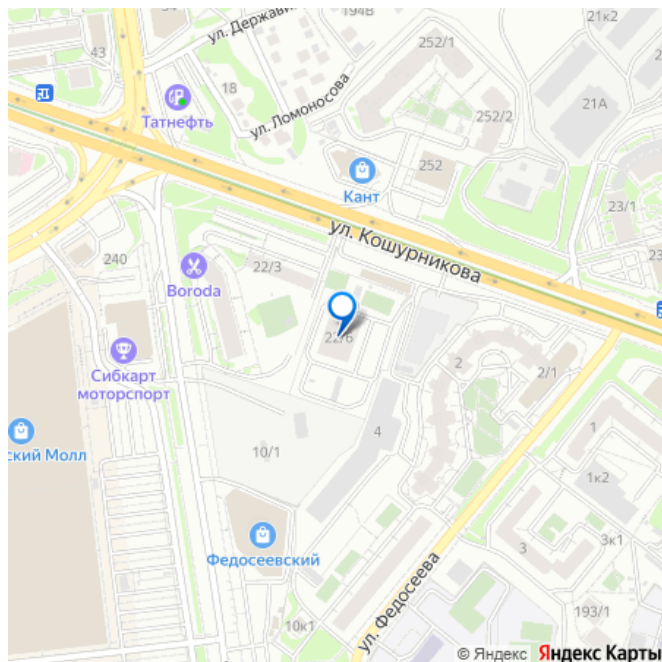 194В
ул. Держави
43
252/1
21к2
18
Татнефть
ул. Ломоносова
252/2
21А
252
Кант
23/1
ул. Кошурникова
240
22/3
Boroda
22/6
2
2/1
Сибкарт
моторспорт
4
1
ский Молл
10/1
1к2
Федосеевский
3
3к1
ул. Федосеева
10к1
193/1
© Яндекс Яндекс Карты